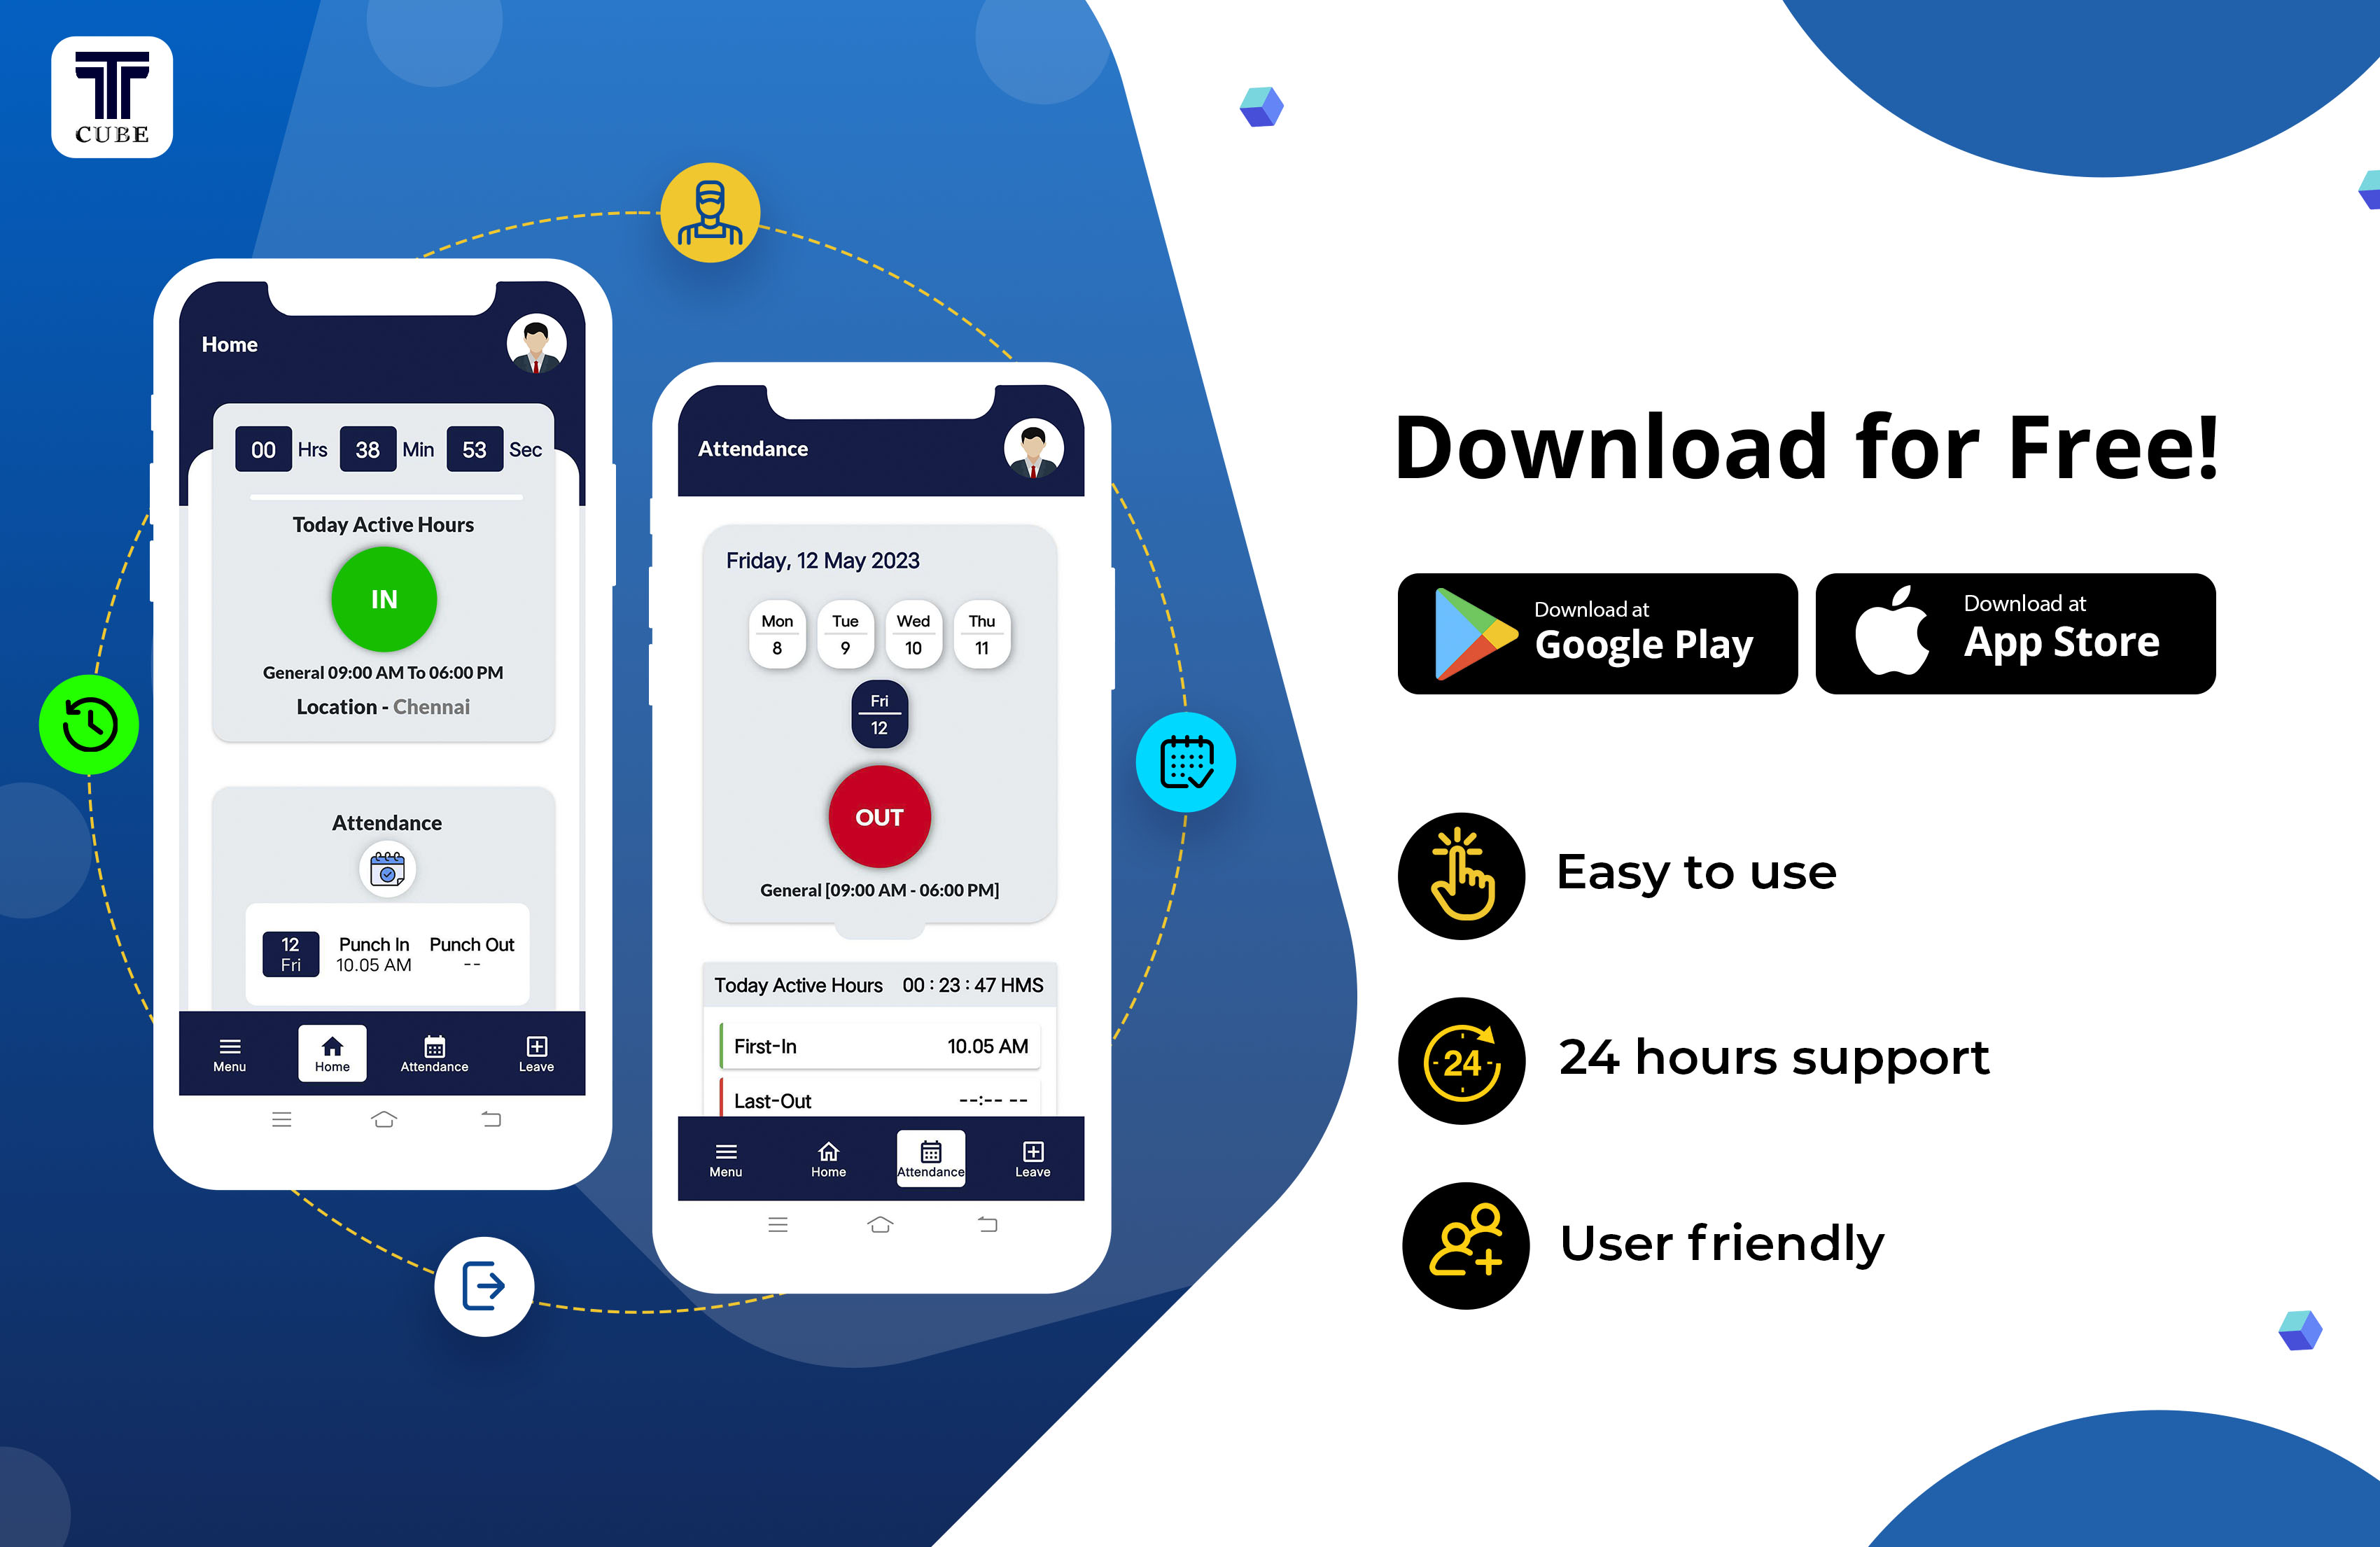 T
CUBE
Home
00 Hrs 38 Min 53 Sec
Today Active Hours
IN
General 09:00 AM To 06:00 PM
Location - Chennai
Attendance
12
Fri
Punch In
10.05 AM
Punch Out
--
Menu
Home
Attendance
Leave
Attendance
Friday, 12 May 2023
Mon
8
Tue
9
Wed
10
Thu
11
Fri
12
OUT
General [09:00 AM - 06:00 PM]
Today Active Hours 00 : 23 : 47 HMS
First-In 10.05 AM
Last-Out --:-- --
Menu
Home
Attendance
Leave
Download for Free!
Download at
Google Play
Download at
App Store
Easy to use
24
24 hours support
User friendly